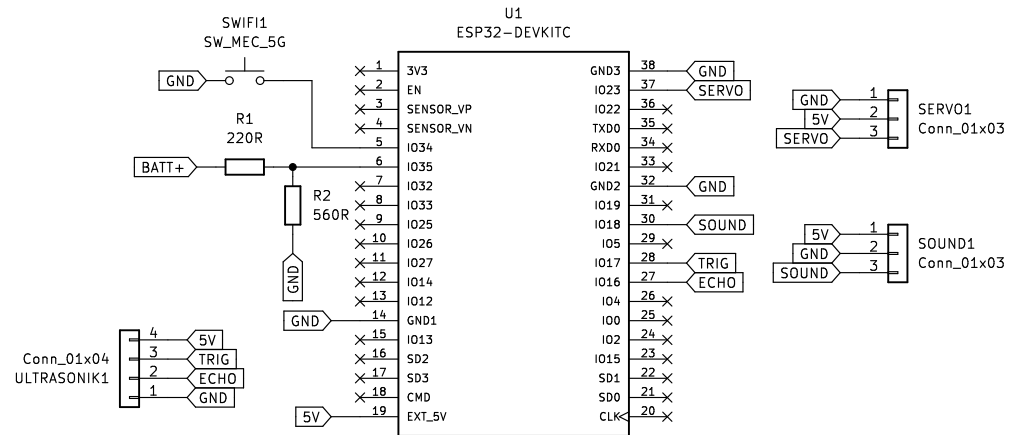 U1
ESP32-DEVKITC
SWIFI1
SW_MEC_5G
GND
R1
220R
BATT+
R2
560R
GND
GND
5V
1 3V3
2 EN
3 SENSOR_VP
4 SENSOR_VN
5 IO34
6 IO35
7 IO32
8 IO33
9 IO25
10 IO26
11 IO27
12 IO14
13 IO12
14 GND1
15 IO13
16 SD2
17 SD3
18 CMD
19 EXT_5V
GND3 38 GND
IO23 37 SERVO
IO22 36
TXD0 35
RXD0 34
IO21 33
GND2 32 GND
IO19 31
IO18 30 SOUND
IO5 29
IO17 28 TRIG
IO16 27 ECHO
IO4 26
IO0 25
IO2 24
IO15 23
SD1 22
SD0 21
CLK 20
GND 1
5V 2
SERVO 3
SERVO1
Conn_01x03
5V 1
GND 2
SOUND 3
SOUND1
Conn_01x03
Conn_01x04
ULTRASONIK1
4 5V
3 TRIG
2 ECHO
1 GND